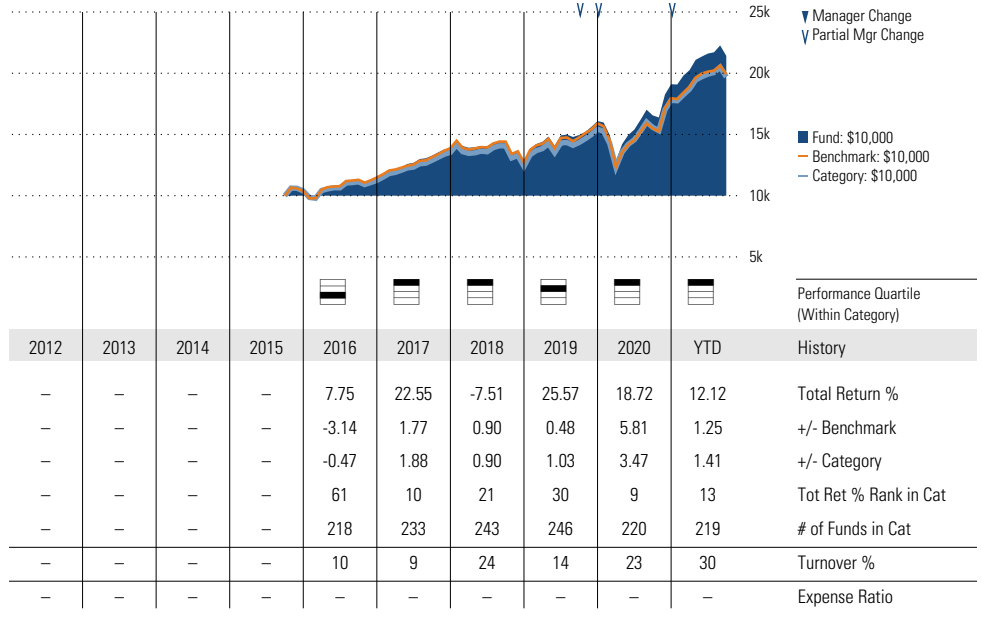 25k
Manager Change
Partial Mgr Change
20k
15k
Fund: $10,000
Benchmark: $10,000
Category: $10,000
10k
5k
Performance Quartile
(Within Category)
2012 2013 2014 2015 2016 2017 2018 2019 2020 YTD History
– – – – 7.75 22.55 -7.51 25.57 18.72 12.12 Total Return %
– – – – -3.14 1.77 0.90 0.48 5.81 1.25 +/- Benchmark
– – – – -0.47 1.88 0.90 1.03 3.47 1.41 +/- Category
– – – – 61 10 21 30 9 13 Tot Ret % Rank in Cat
– – – – 218 233 243 246 220 219 # of Funds in Cat
– – – – 10 9 24 14 23 30 Turnover %
– – – – – – – – – – Expense Ratio